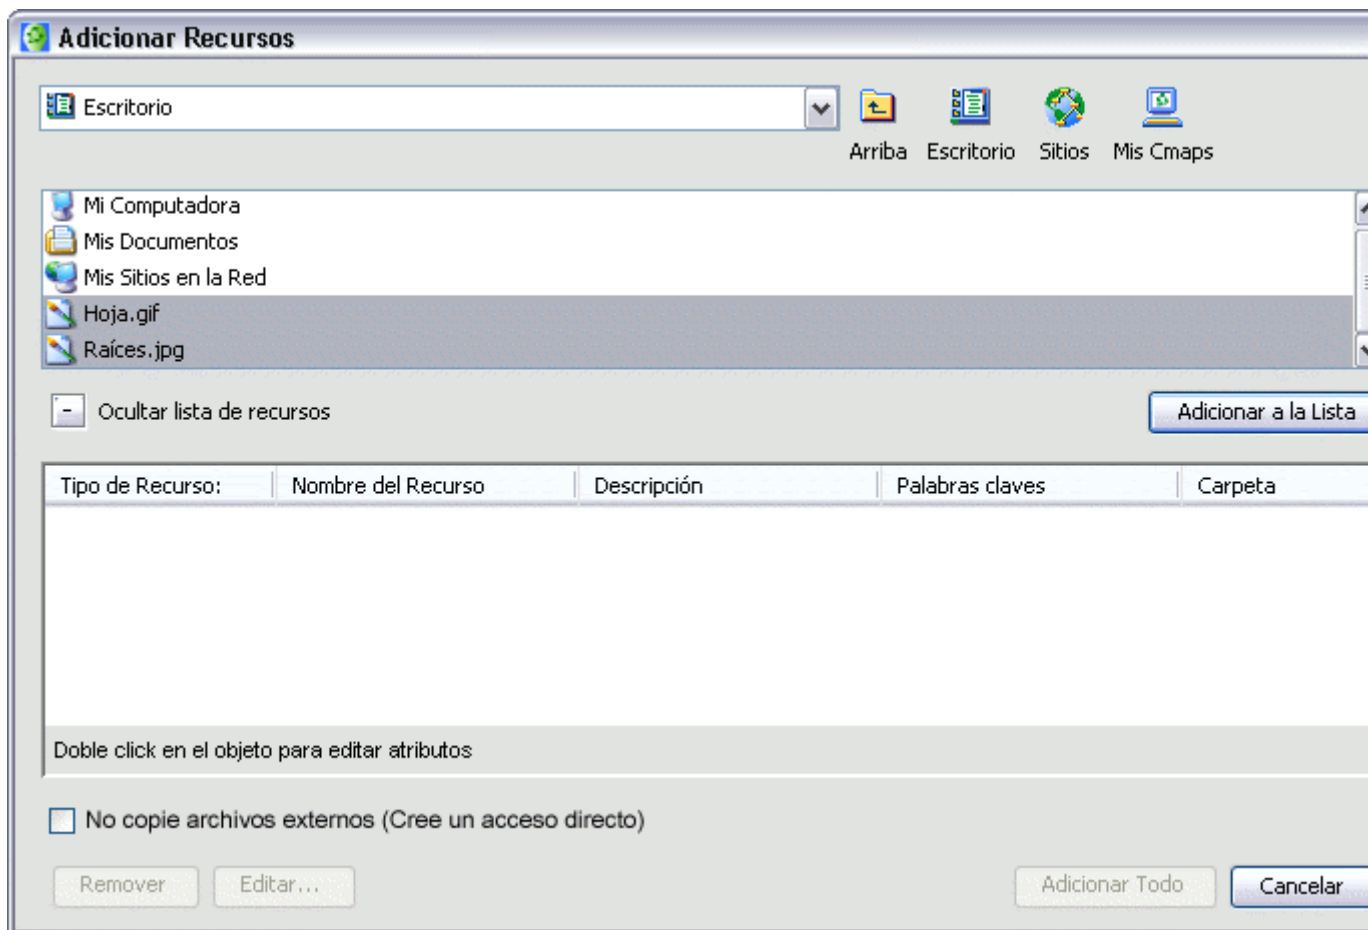 Adicionar Recursos
Escritorio
Arriba Escritorio Sitios Mis Cmaps
Mi Computadora
Mis Documentos
Mis Sitios en la Red
Hoja.gif
Raíces.jpg
- Ocultar lista de recursos Adicionar a la Lista
Tipo de Recurso: Nombre del Recurso Descripción Palabras claves Carpeta
Doble click en el objeto para editar atributos
No copie archivos externos (Cree un acceso directo)
Remover Editar... Adicionar Todo Cancelar